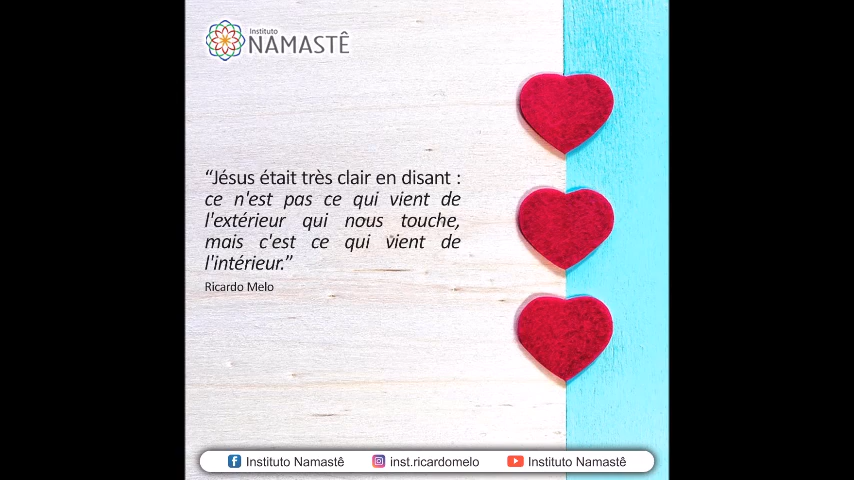 Instituto
NAMASTÊ
“Jésus était très clair en disant :
ce n'est pas ce qui vient de
l'extérieur qui nous touche,
mais c'est ce qui vient de
l'intérieur.”
Ricardo Melo
Instituto Namastê inst.ricardomelo Instituto Namastê